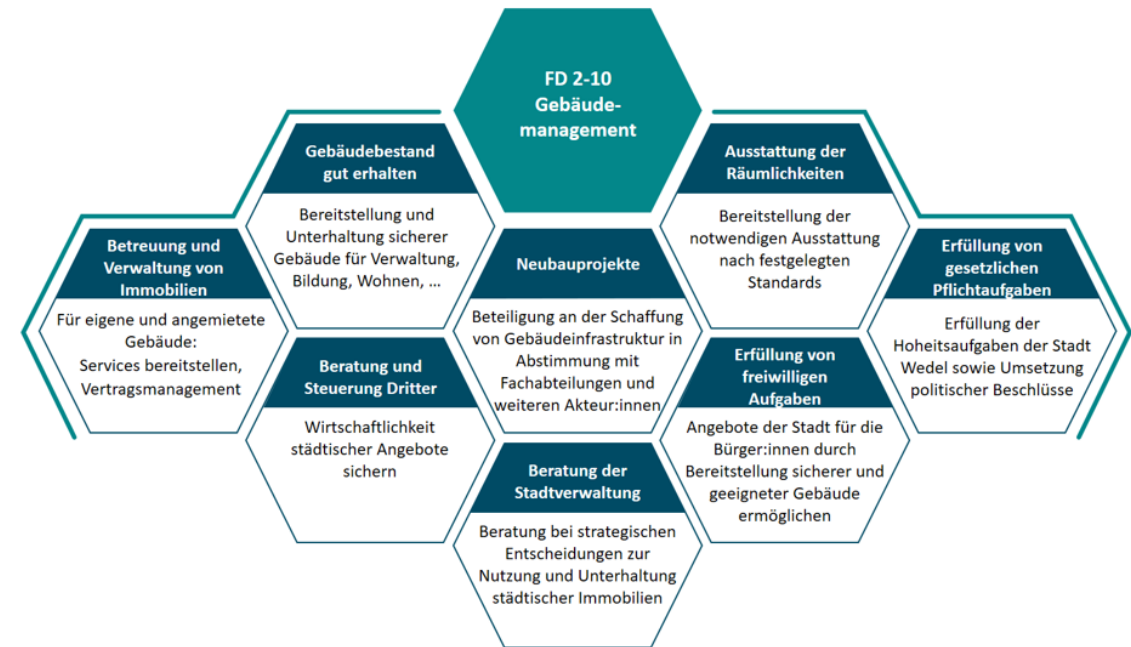 FD 2-10
Gebäude-
management
Gebäudebestand
gut erhalten
Bereitstellung und
Unterhaltung sicherer
Gebäude für Verwaltung,
Bildung, Wohnen, ...
Ausstattung der
Räumlichkeiten
Bereitstellung der
notwendigen Ausstattung
nach festgelegten
Standards
Betreuung und
Verwaltung von
Immobilien
Für eigene und angemietete
Gebäude:
Services bereitstellen,
Vertragsmanagement
Neubauprojekte
Beteiligung an der Schaffung
von Gebäudeinfrastruktur in
Abstimmung mit
Fachabteilungen und
weiteren Akteur:innen
Erfüllung von
gesetzlichen
Pflichtaufgaben
Erfüllung der
Hoheitsaufgaben der Stadt
Wedel sowie Umsetzung
politischer Beschlüsse
Beratung und
Steuerung Dritter
Wirtschaftlichkeit
städtischer Angebote
sichern
Erfüllung von
freiwilligen
Aufgaben
Angebote der Stadt für die
Bürger:innen durch
Bereitstellung sicherer und
geeigneter Gebäude
ermöglichen
Beratung der
Stadtverwaltung
Beratung bei strategischen
Entscheidungen zur
Nutzung und Unterhaltung
städtischer Immobilien